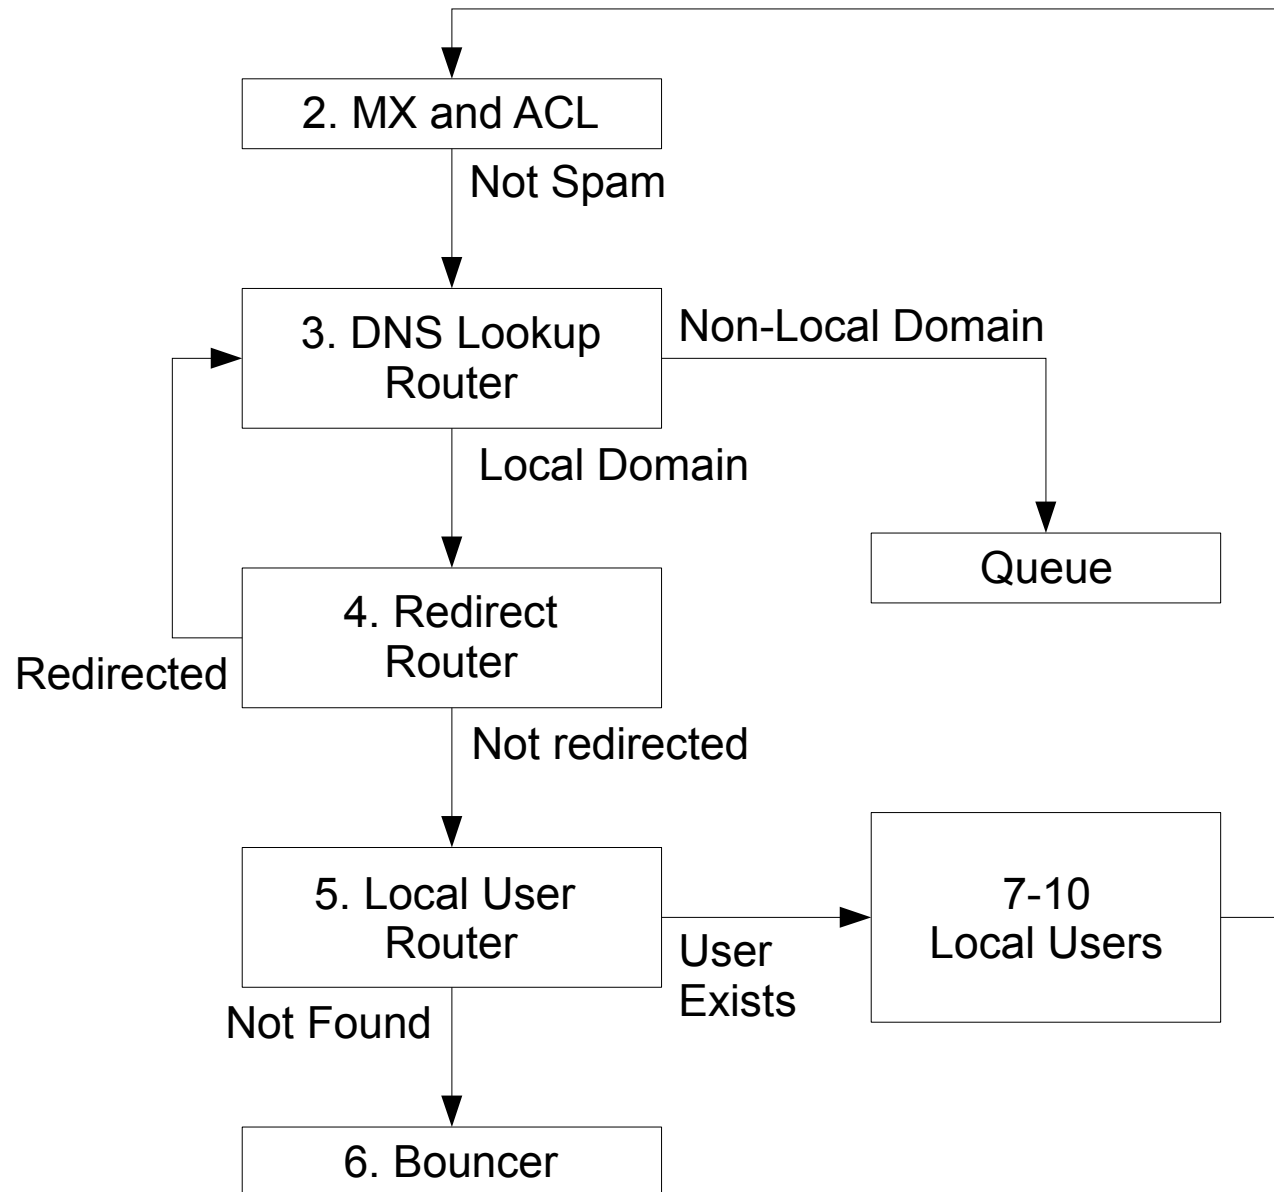 2. MX and ACL
Not Spam
3. DNS Lookup
Router
Non-Local Domain
Local Domain
Queue
4. Redirect
Router
Redirected
Not redirected
5. Local User
Router
User
Exists
7-10
Local Users
Not Found
6. Bouncer